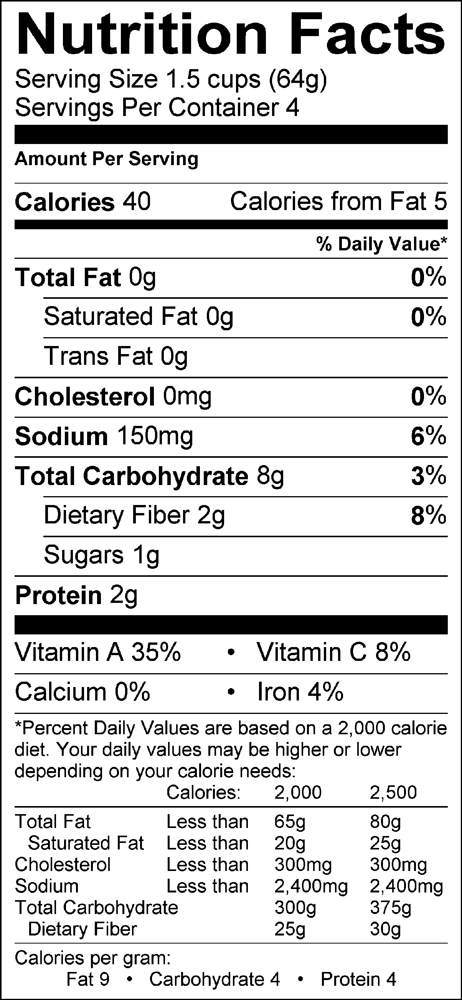 Nutrition Facts
Serving Size 1.5 cups (64g)
Servings Per Container 4
Amount Per Serving
Calories 40 Calories from Fat 5
% Daily Value*
Total Fat 0g 0%
Saturated Fat 0g 0%
Trans Fat 0g
Cholesterol 0mg 0%
Sodium 150mg 6%
Total Carbohydrate 8g 3%
Dietary Fiber 2g 8%
Sugars 1g
Protein 2g
Vitamin A 35% • Vitamin C 8%
Calcium 0% • Iron 4%
*Percent Daily Values are based on a 2,000 calorie
diet. Your daily values may be higher or lower
depending on your calorie needs:
Calories: 2,000 2,500
Total Fat Less than 65g 80g
Saturated Fat Less than 20g 25g
Cholesterol Less than 300mg 300mg
Sodium Less than 2,400mg 2,400mg
Total Carbohydrate 300g 375g
Dietary Fiber 25g 30g
Calories per gram:
Fat 9 • Carbohydrate 4 • Protein 4